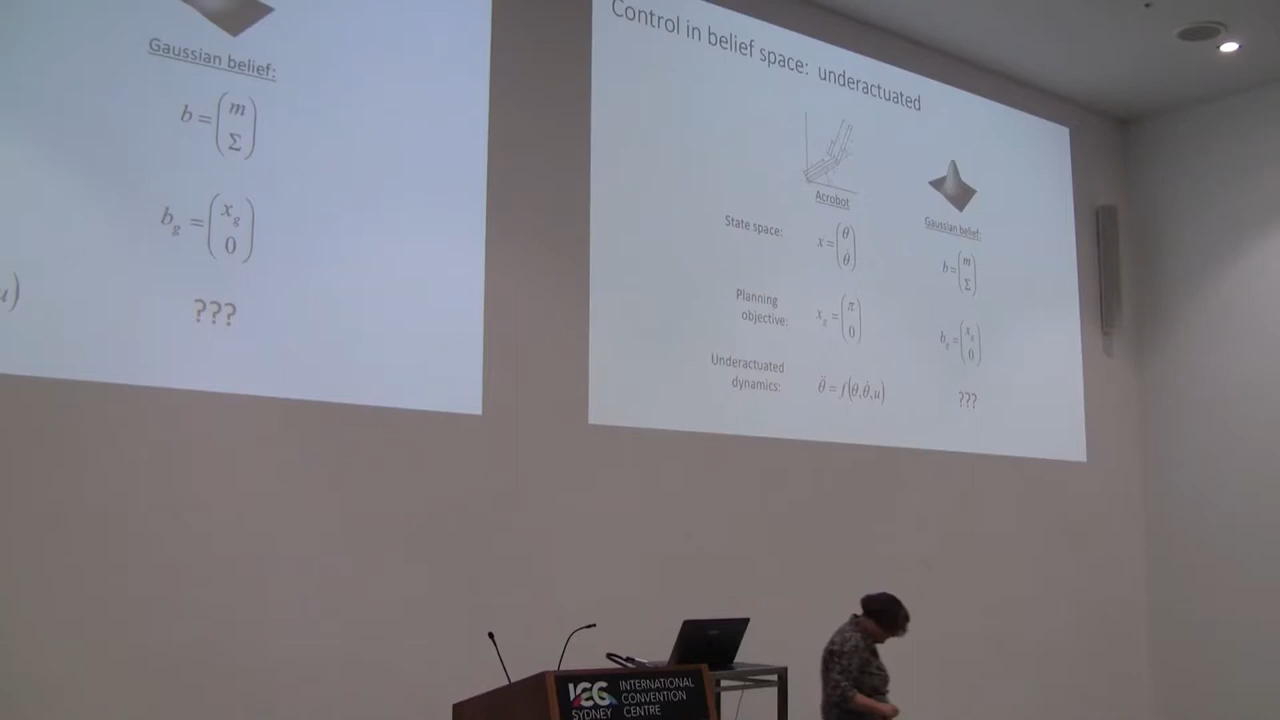 Gaussian belief:
b = (m Σ)
b_g = (x_g 0)
u)
???
Control in belief space: underactuated
Acrobot
Gaussian belief:
State space:
x = (θ θ̇)
b = (m Σ)
Planning
objective:
x_g = (π 0)
b_g = (x_g 0)
Underactuated
dynamics:
θ̈ = f(θ, θ̇, u)
???
ICC
SYDNEY
INTERNATIONAL
CONVENTION
CENTRE